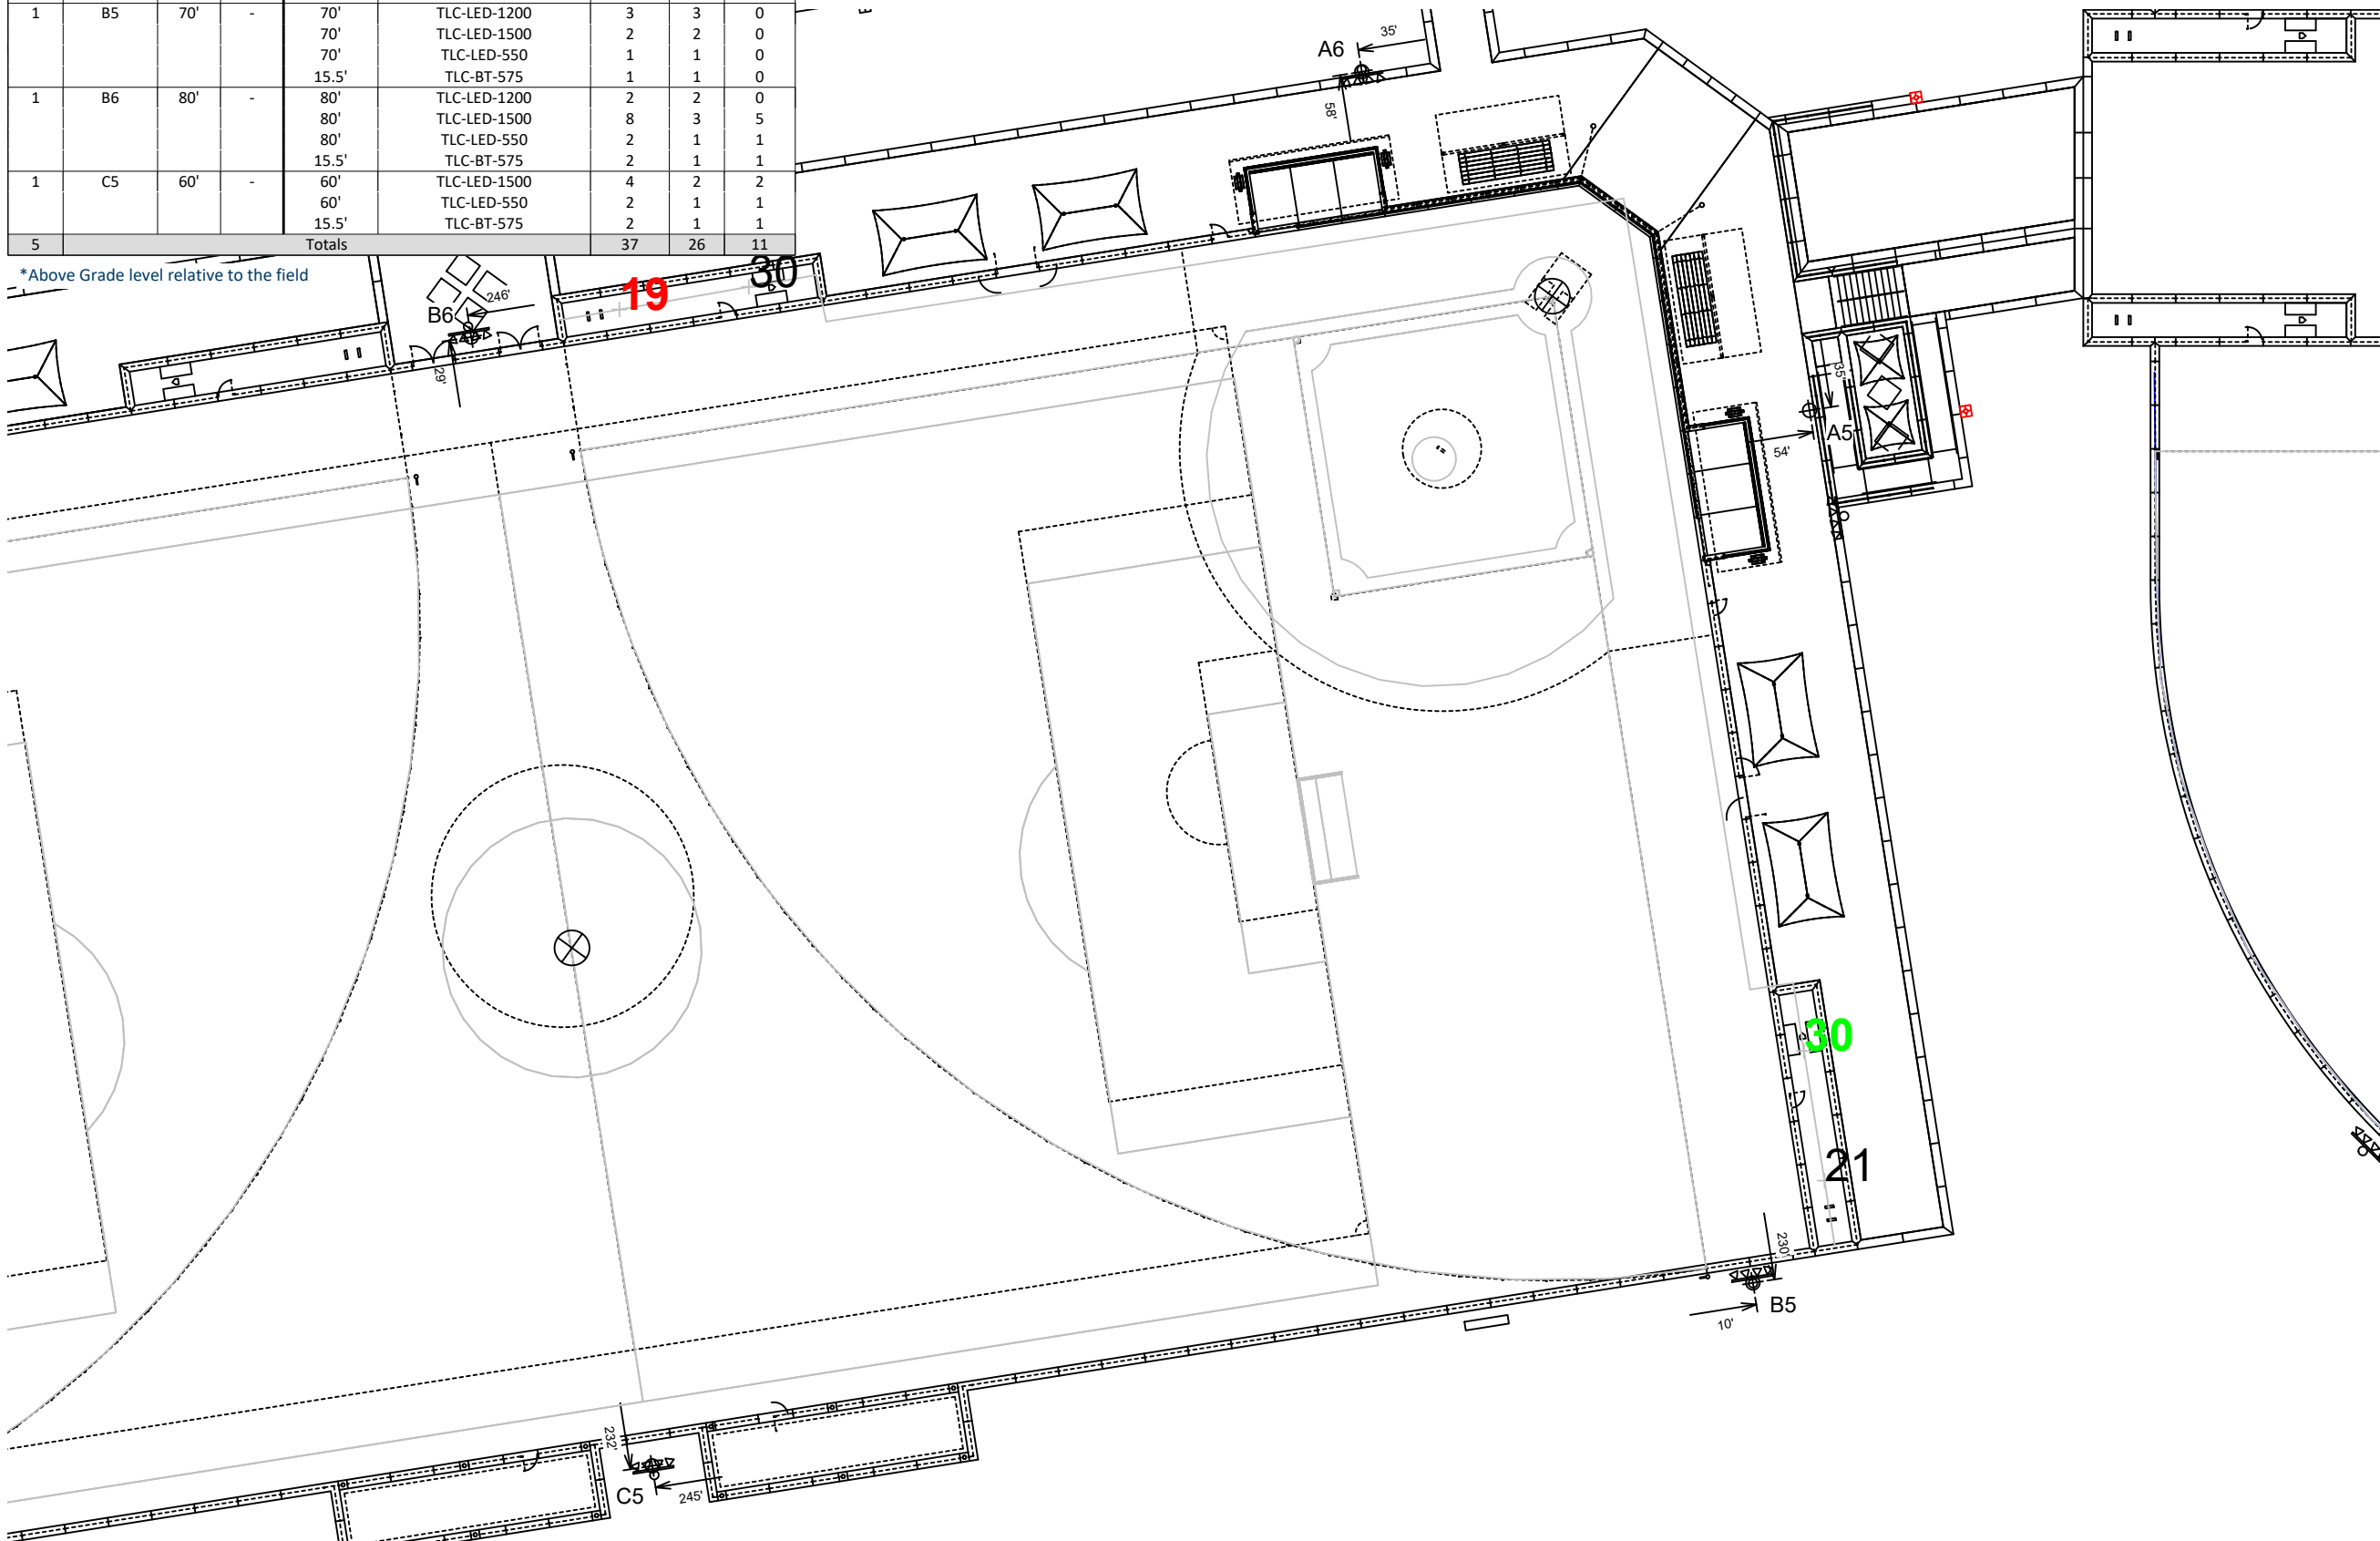 1 B5 70' - 70' TLC-LED-1200 3 3 0
70' TLC-LED-1500 2 2 0
70' TLC-LED-550 1 1 0
15.5' TLC-BT-575 1 1 0
1 B6 80' - 80' TLC-LED-1200 2 2 0
80' TLC-LED-1500 8 3 5
80' TLC-LED-550 2 1 1
15.5' TLC-BT-575 2 1 1
1 C5 60' - 60' TLC-LED-1500 4 2 2
60' TLC-LED-550 2 1 1
15.5' TLC-BT-575 2 1 1
5 Totals 37 26 11
*Above Grade level relative to the field
A6
35'
58'
19
30
246'
B6
29'
35'
A5
54'
30
21
230'
B5
10'
232'
C5
245'